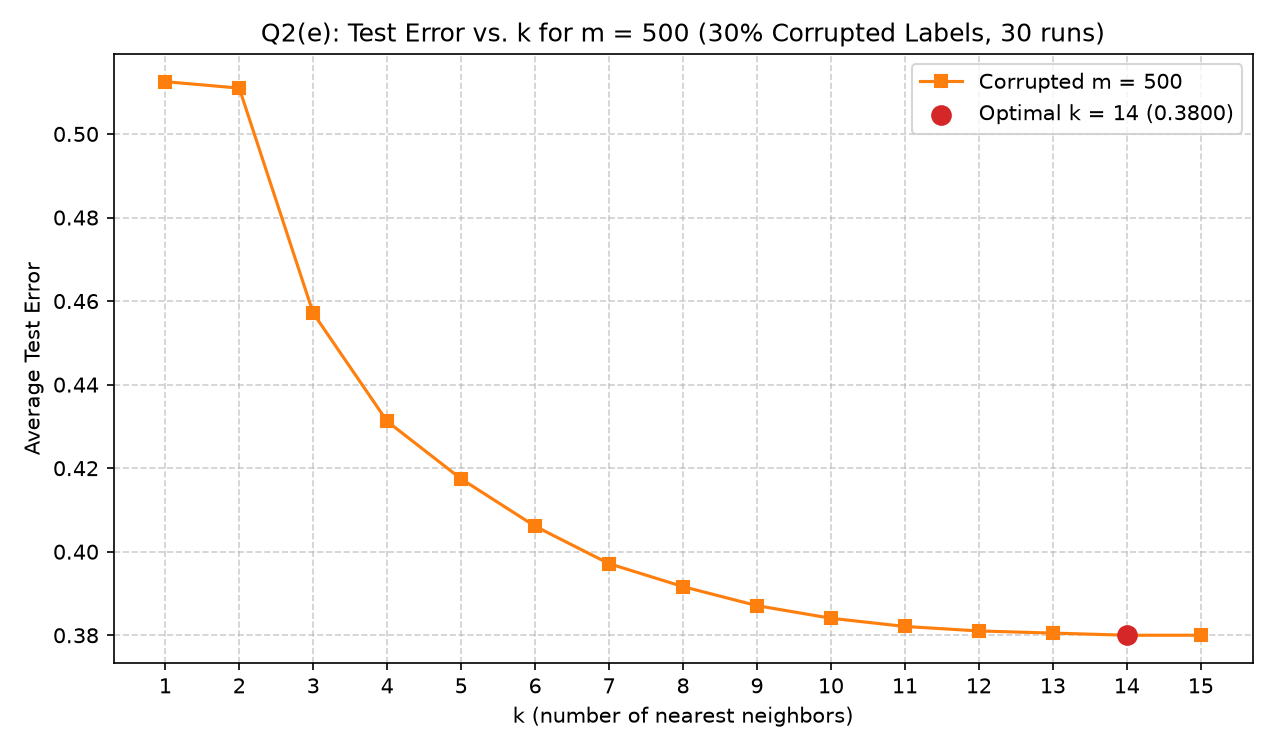 Q2(e): Test Error vs. k for m = 500 (30% Corrupted Labels, 30 runs)
Corrupted m = 500
Optimal k = 14 (0.3800)
Average Test Error
0.50
0.48
0.46
0.44
0.42
0.40
0.38
1 2 3 4 5 6 7 8 9 10 11 12 13 14 15
k (number of nearest neighbors)